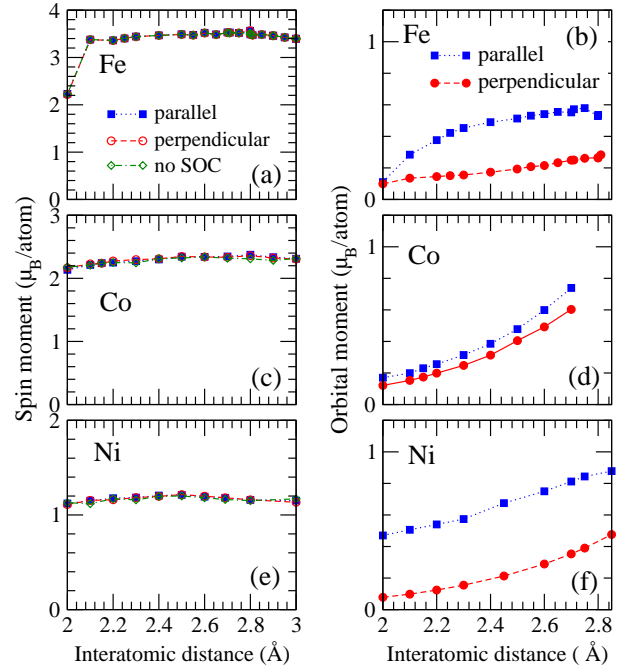 4
3
2
1
0
Fe
parallel
perpendicular
no SOC
(a)
1
0
Fe
(b)
parallel
perpendicular
3
2
1
0
Co
(c)
1
0
Co
(d)
2
1
0
Ni
(e)
2
2.2
2.4
2.6
2.8
3
Interatomic distance (Å)
1
0
Ni
(f)
2
2.2
2.4
2.6
2.8
Interatomic distance ( Å)
Spin moment (μB/atom)
Orbital moment (μB/atom)